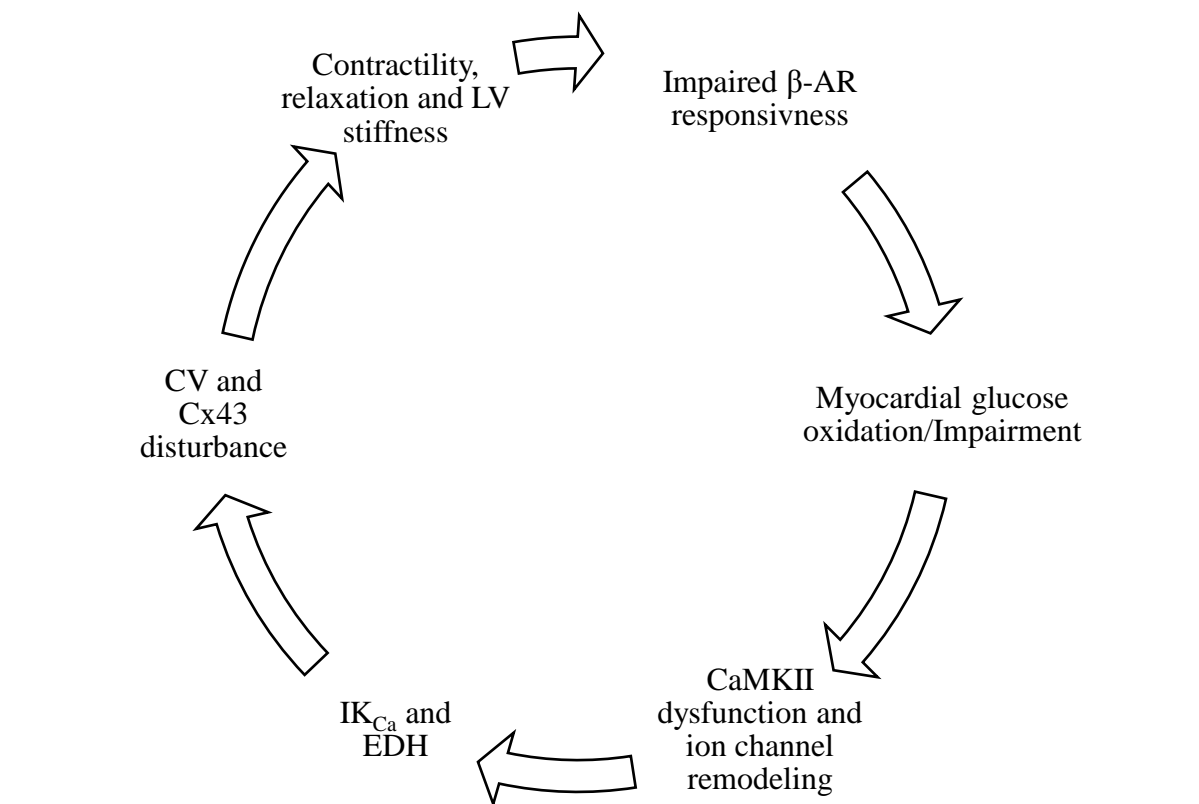 Contractility,
relaxation and LV
stiffness
Impaired β-AR
responsivness
Myocardial glucose
oxidation/Impairment
CaMKII
dysfunction and
ion channel
remodeling
IKCa and
EDH
CV and
Cx43
disturbance